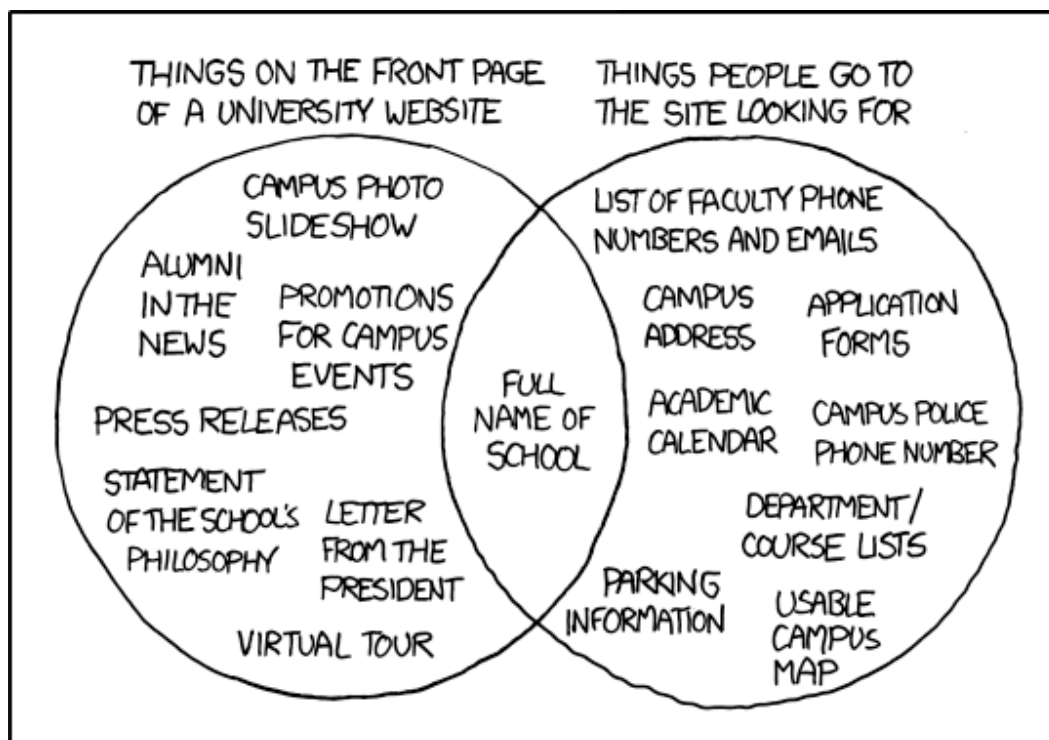 THINGS ON THE FRONT PAGE
OF A UNIVERSITY WEBSITE
THINGS PEOPLE GO TO
THE SITE LOOKING FOR
CAMPUS PHOTO
SLIDESHOW
ALUMNI
IN THE
NEWS
PROMOTIONS
FOR CAMPUS
EVENTS
PRESS RELEASES
STATEMENT
OF THE SCHOOL'S
PHILOSOPHY
LETTER
FROM THE
PRESIDENT
VIRTUAL TOUR
FULL
NAME OF
SCHOOL
LIST OF FACULTY PHONE
NUMBERS AND EMAILS
CAMPUS
ADDRESS
APPLICATION
FORMS
ACADEMIC
CALENDAR
CAMPUS POLICE
PHONE NUMBER
DEPARTMENT/
COURSE LISTS
PARKING
INFORMATION
USABLE
CAMPUS
MAP